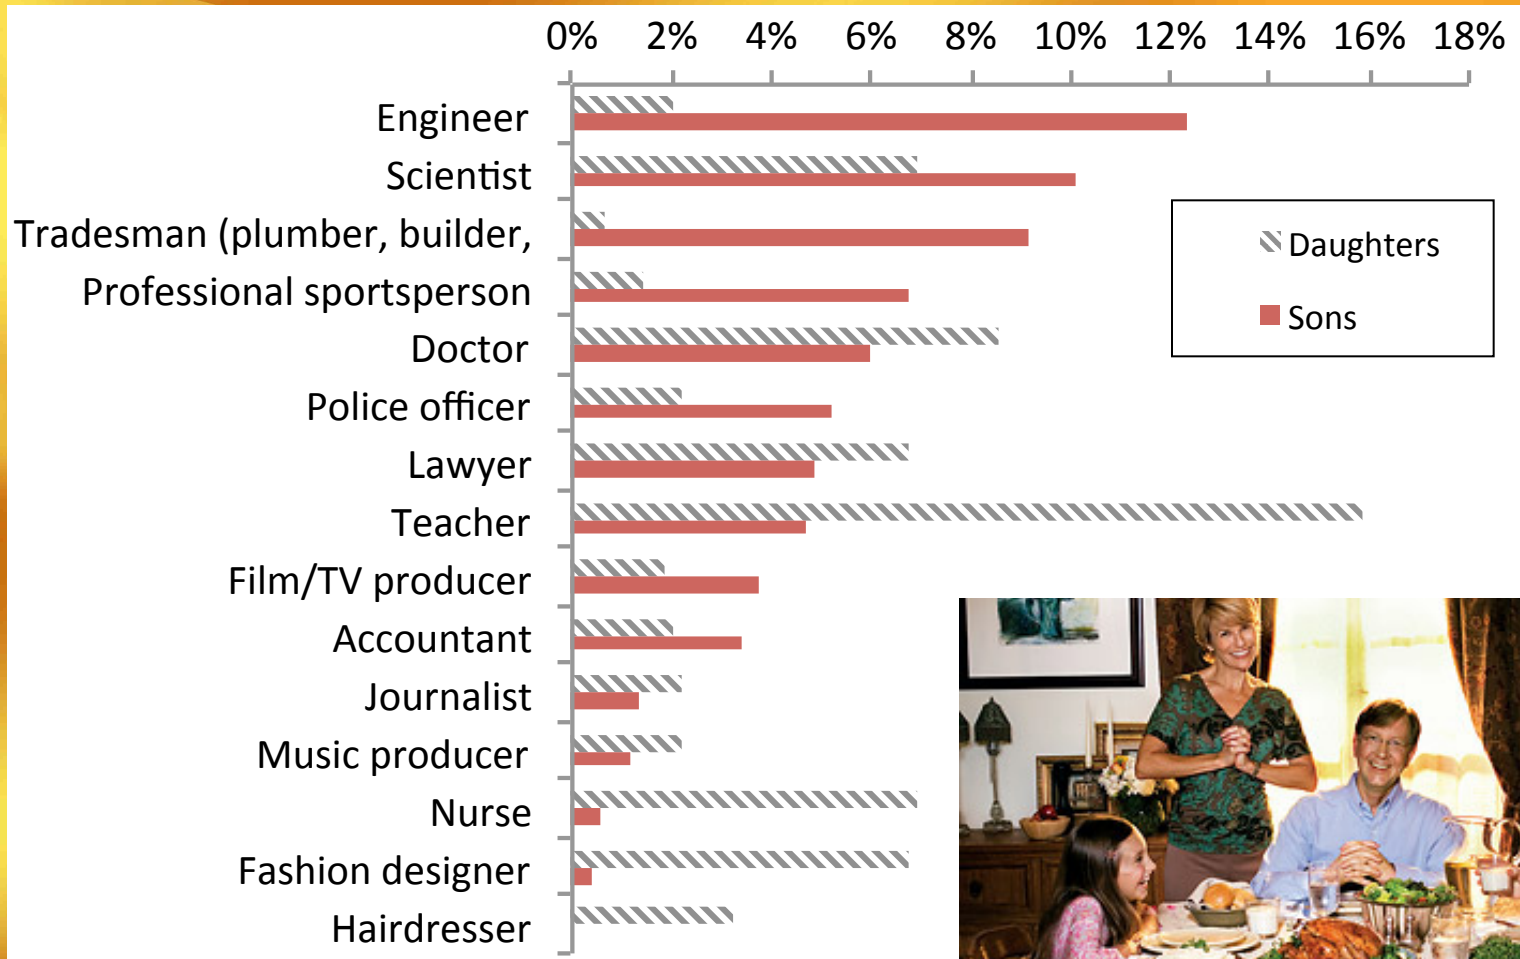 0% 2% 4% 6% 8% 10% 12% 14% 16% 18%
Engineer
Scientist
Tradesman (plumber, builder,
Professional sportsperson
Doctor
Police officer
Lawyer
Teacher
Film/TV producer
Accountant
Journalist
Music producer
Nurse
Fashion designer
Hairdresser
Daughters
Sons